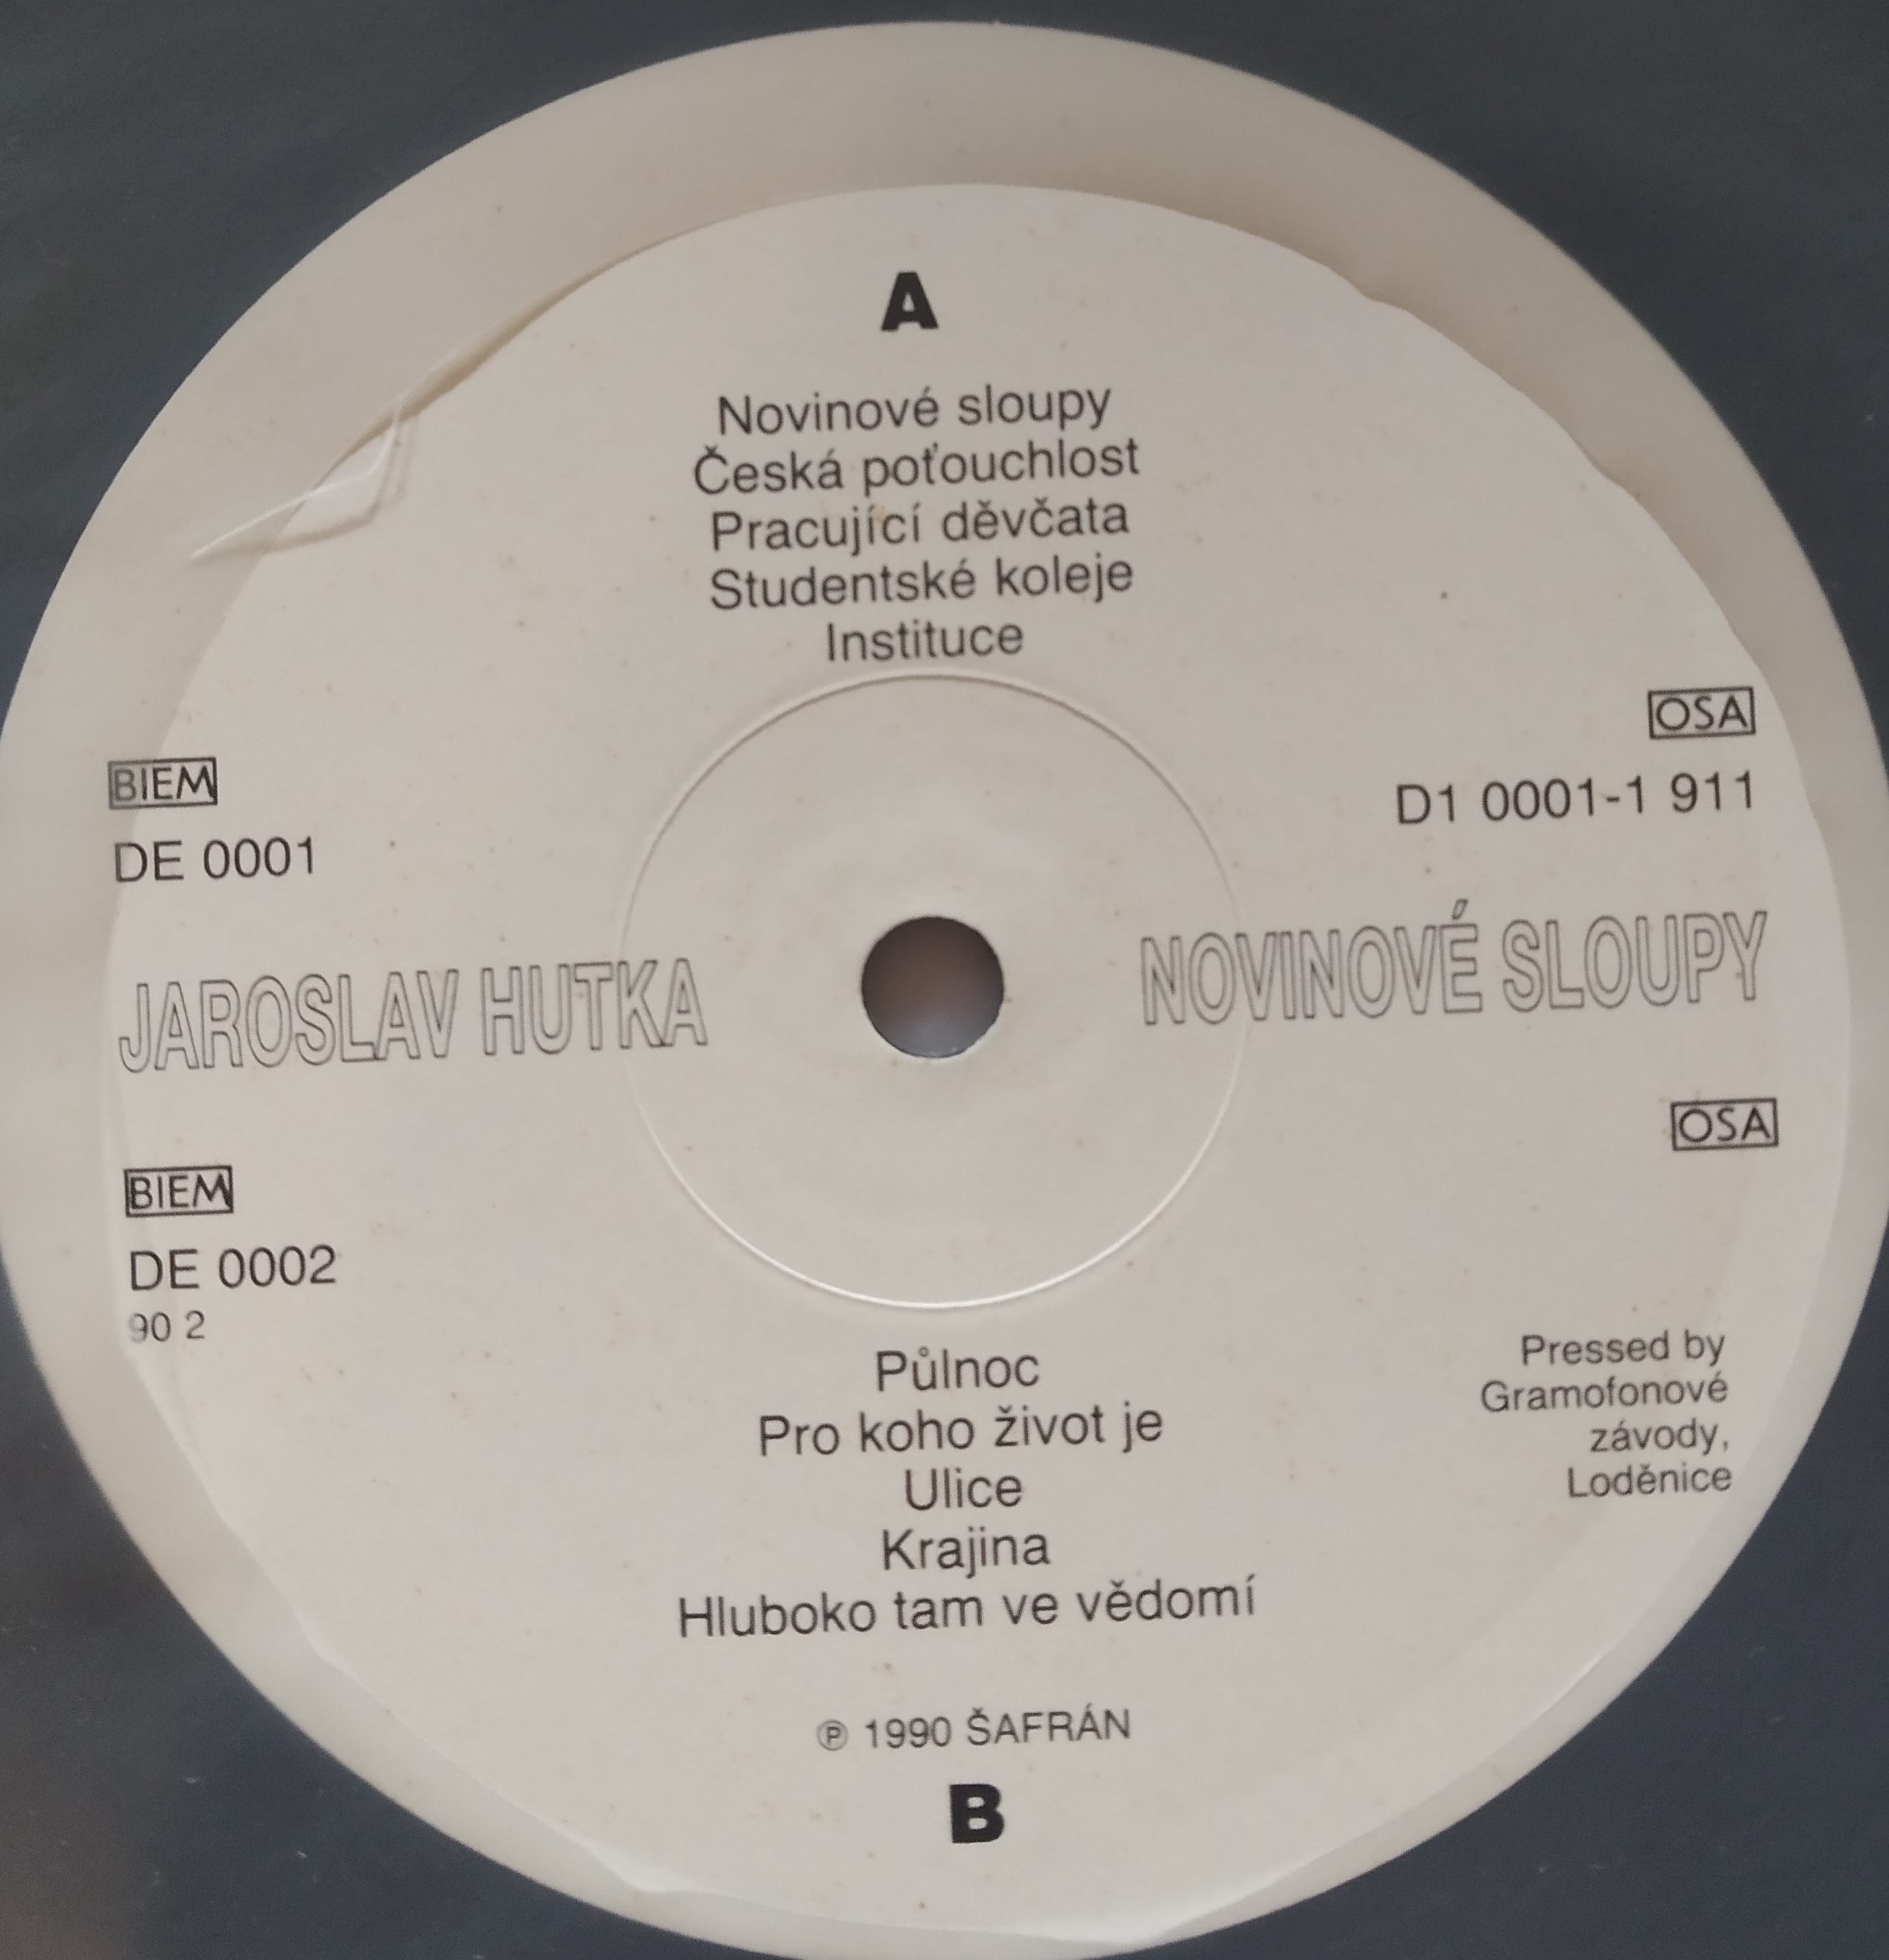 A
Novinové sloupy
Česká poťouchlost
Pracující děvčata
Studentské koleje
Instituce
BIEM
DE 0001
OSA
D1 0001-1 911
JAROSLAV HUTKA
NOVINOVÉ SLOUPY
BIEM
DE 0002
90 2
OSA
Půlnoc
Pro koho život je
Ulice
Krajina
Hluboko tam ve vědomí
Pressed by
Gramofonové
závody,
Loděnice
℗ 1990 ŠAFRÁN
B